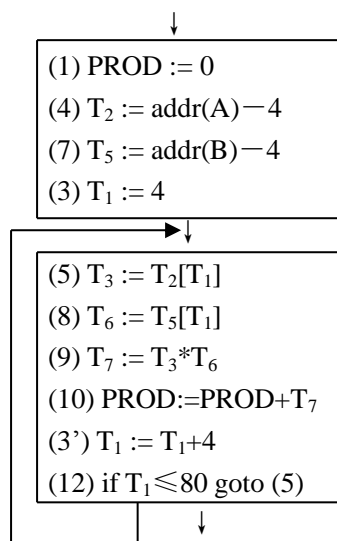 (1) PROD := 0
(4) T₂ := addr(A)－4
(7) T₅ := addr(B)－4
(3) T₁ := 4
(5) T₃ := T₂[T₁]
(8) T₆ := T₅[T₁]
(9) T₇ := T₃*T₆
(10) PROD:=PROD+T₇
(3’) T₁ := T₁+4
(12) if T₁≤80 goto (5)